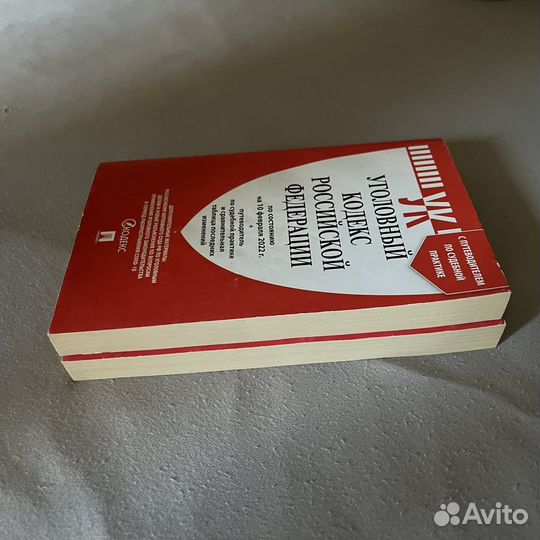 УК
УК
УГОЛОВНЫЙ
КОДЕКС
РОССИЙСКОЙ
ФЕДЕРАЦИИ
по состоянию
на 10 февраля 2022 г.
+
путеводитель
по судебной практике
и сравнительная
таблица последних
изменений
С ПУТЕВОДИТЕЛЕМ
ПО СУДЕБНОЙ
ПРАКТИКЕ
КОДЕКС
Avito